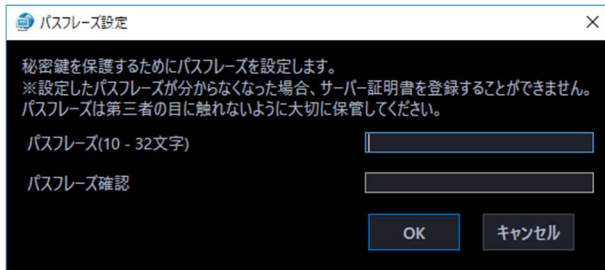 パスフレーズ設定
秘密鍵を保護するためにパスフレーズを設定します。
※設定したパスフレーズが分からなくなった場合、サーバー証明書を登録することができません。
パスフレーズは第三者の目に触れないように大切に保管してください。
パスフレーズ(10 - 32文字)
パスフレーズ確認
OK キャンセル